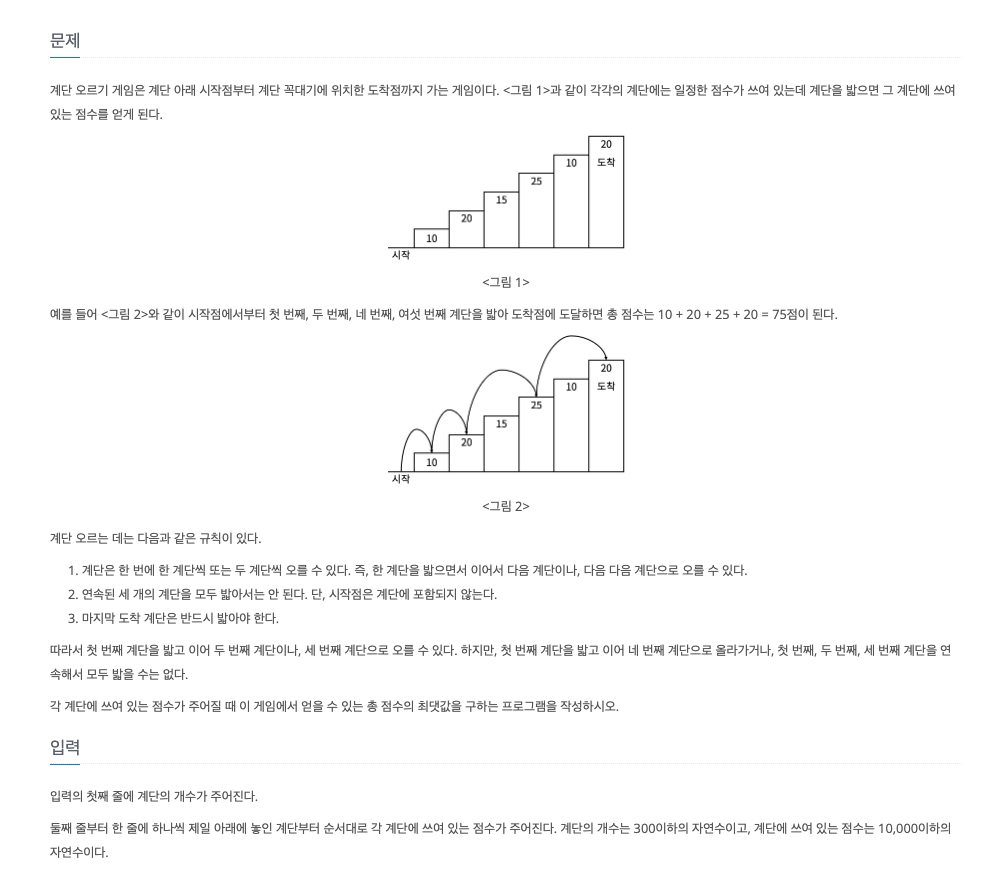 문제
계단 오르기 게임은 계단 아래 시작점부터 계단 꼭대기에 위치한 도착점까지 가는 게임이다. <그림 1>과 같이 각각의 계단에는 일정한 점수가 쓰여 있는데 계단을 밟으면 그 계단에 쓰여
있는 점수를 얻게 된다.
20
도착
10
25
15
20
10
시작
<그림 1>
예를 들어 <그림 2>와 같이 시작점에서부터 첫 번째, 두 번째, 네 번째, 여섯 번째 계단을 밟아 도착점에 도달하면 총 점수는 10 + 20 + 25 + 20 = 75점이 된다.
20
도착
10
25
15
20
10
시작
<그림 2>
계단 오르는 데는 다음과 같은 규칙이 있다.
1. 계단은 한 번에 한 계단씩 또는 두 계단씩 오를 수 있다. 즉, 한 계단을 밟으면서 이어서 다음 계단이나, 다음 다음 계단으로 오를 수 있다.
2. 연속된 세 개의 계단을 모두 밟아서는 안 된다. 단, 시작점은 계단에 포함되지 않는다.
3. 마지막 도착 계단은 반드시 밟아야 한다.
따라서 첫 번째 계단을 밟고 이어 두 번째 계단이나, 세 번째 계단으로 오를 수 있다. 하지만, 첫 번째 계단을 밟고 이어 네 번째 계단으로 올라가거나, 첫 번째, 두 번째, 세 번째 계단을 연
속해서 모두 밟을 수는 없다.
각 계단에 쓰여 있는 점수가 주어질 때 이 게임에서 얻을 수 있는 총 점수의 최댓값을 구하는 프로그램을 작성하시오.
입력
입력의 첫째 줄에 계단의 개수가 주어진다.
둘째 줄부터 한 줄에 하나씩 제일 아래에 놓인 계단부터 순서대로 각 계단에 쓰여 있는 점수가 주어진다. 계단의 개수는 300이하의 자연수이고, 계단에 쓰여 있는 점수는 10,000이하의
자연수이다.